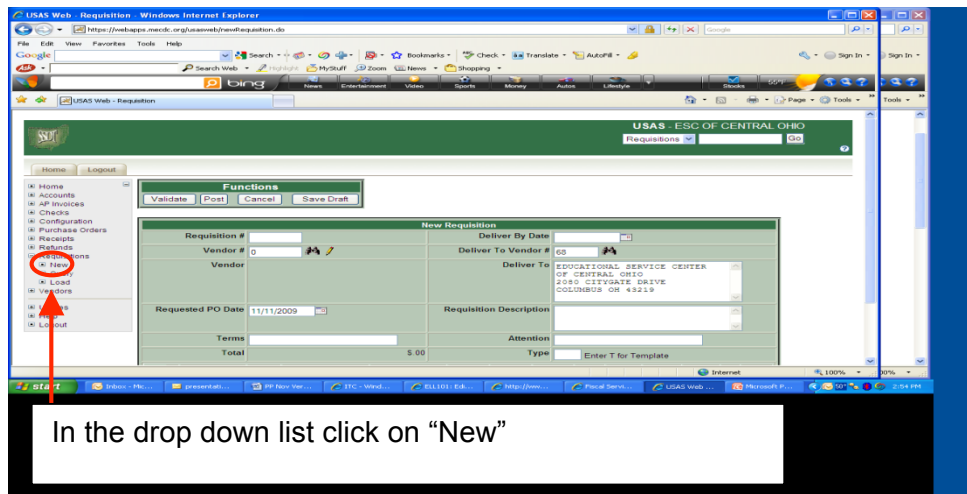 USAS Web - Requisition - Windows Internet Explorer
https://webapps.mecdc.org/usasweb/newRequisition.do
Google
File Edit View Favorites Tools Help
Google Search Bookmarks Check Translate AutoFill Sign In Sign In
Ask Search Web Highlight MyStuff Zoom News Shopping
bing News Entertainment Video Sports Money Autos Lifestyle Stocks
USAS Web - Requisition Page Tools Tools
USAS - ESC OF CENTRAL OHIO
Requisitions Go
Home Logout
Home
Accounts
AP Invoices
Checks
Configuration
Purchase Orders
Receipts
Refunds
Requisitions
New
Load
Vendors
Logout
Functions
Validate Post Cancel Save Draft
New Requisition
Requisition # Deliver By Date
Vendor # 0 Deliver To Vendor # 68
Vendor Deliver To EDUCATIONAL SERVICE CENTER
OF CENTRAL OHIO
2080 CITYGATE DRIVE
COLUMBUS OH 43219
Requested PO Date 11/11/2009 Requisition Description
Terms Attention
Total $.00 Type Enter T for Template
Internet 100% 00%
start Inbox - Mic... presentati... PP Nov Ver... ITC - Wind... ELL101: Edi... http://www... Fiscal Servi... USAS Web ... Microsoft P... 2:54 PM
In the drop down list click on “New”